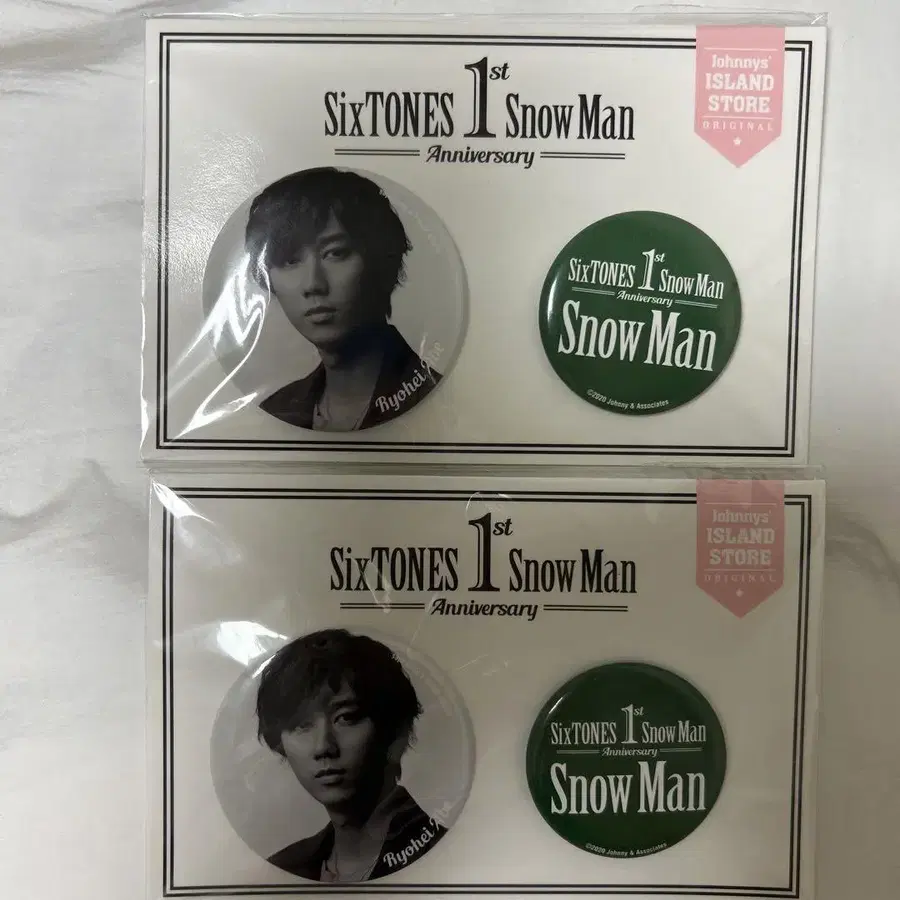 SixTONES 1st Snow Man
Anniversary
Johnnys'
ISLAND
STORE
ORIGINAL
Ryohei Abe
SixTONES 1st Snow Man
Anniversary
Snow Man
©2020 Johnny & Associates
SixTONES 1st Snow Man
Anniversary
Johnnys'
ISLAND
STORE
ORIGINAL
Ryohei Abe
SixTONES 1st Snow Man
Anniversary
Snow Man
©2020 Johnny & Associates